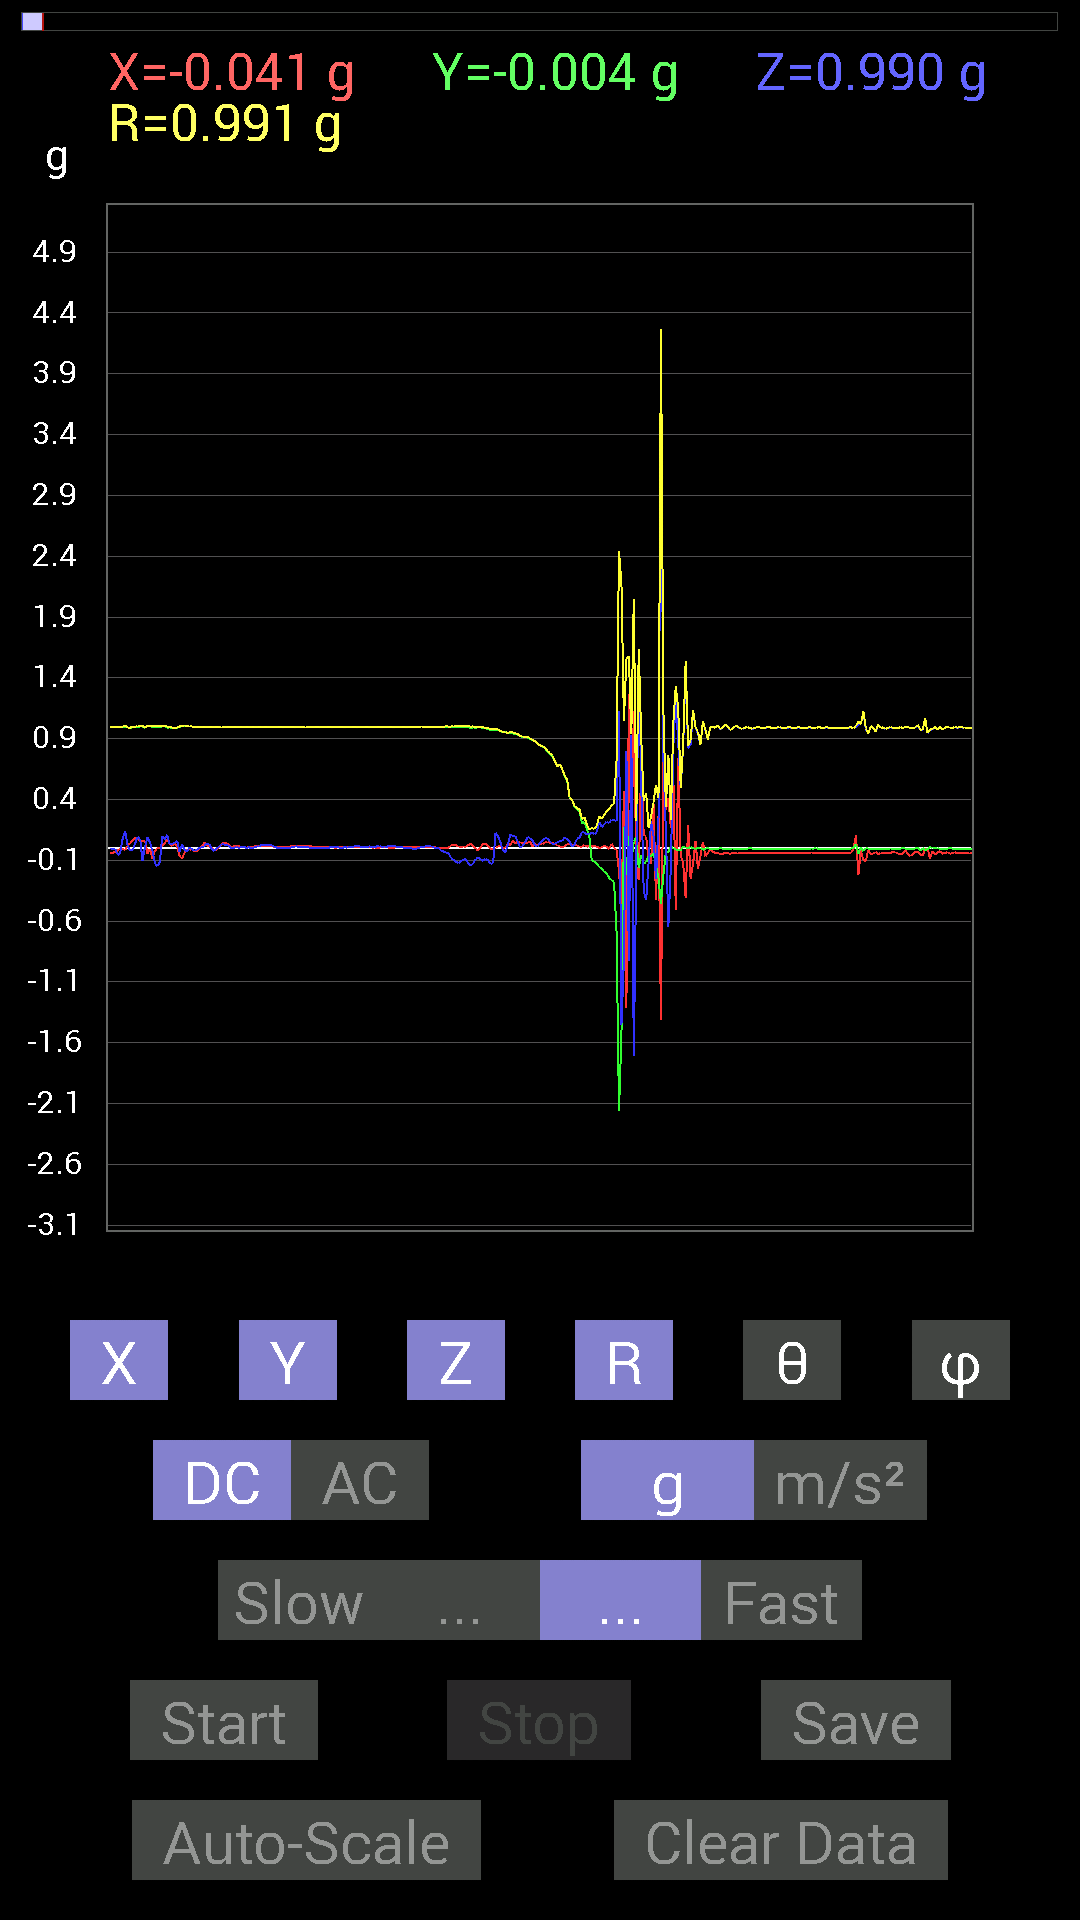 X=-0.041 g Y=-0.004 g Z=0.990 g
R=0.991 g
g
4.9
4.4
3.9
3.4
2.9
2.4
1.9
1.4
0.9
0.4
-0.1
-0.6
-1.1
-1.6
-2.1
-2.6
-3.1
X Y Z R θ φ
DC AC g m/s²
Slow ... ... Fast
Start Stop Save
Auto-Scale Clear Data